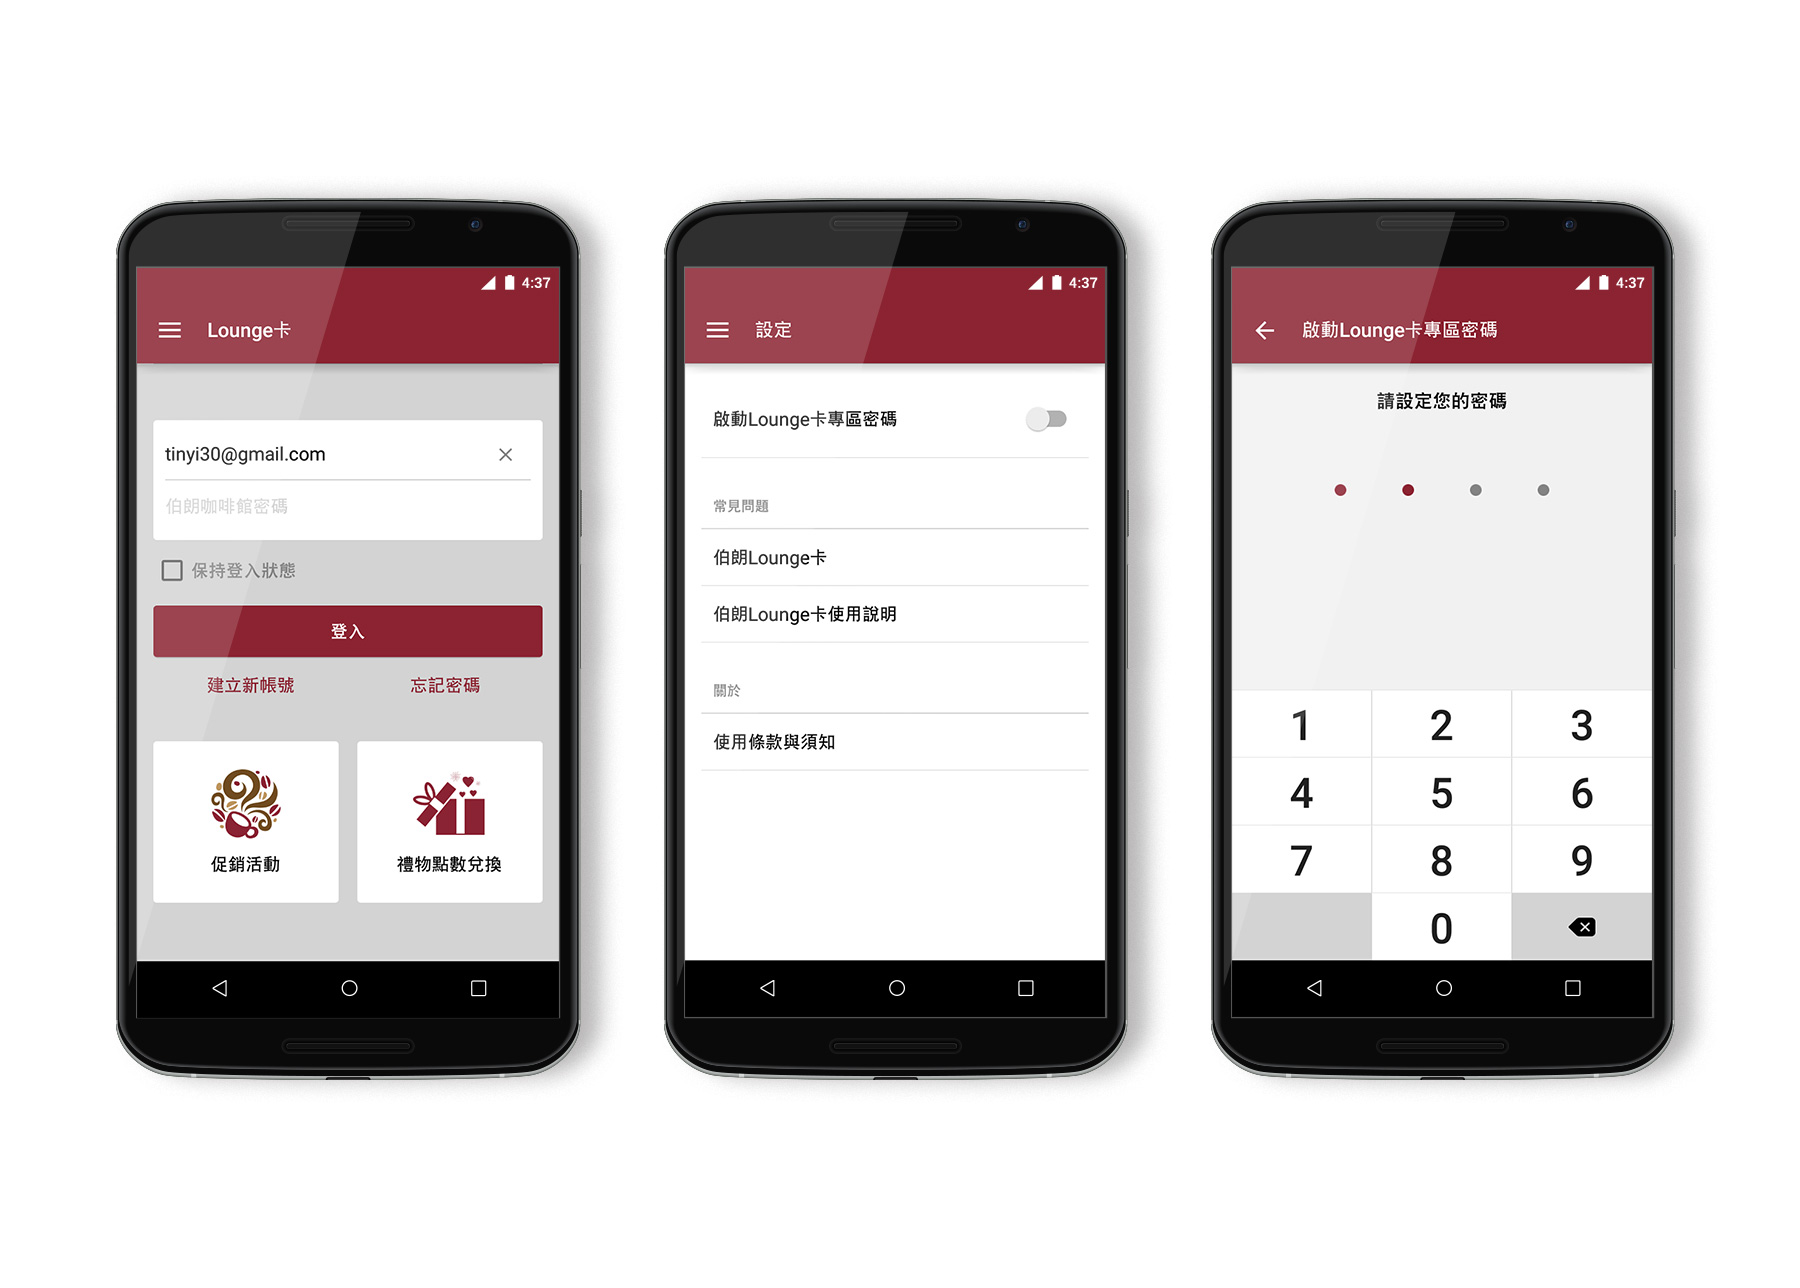 4:37
Lounge卡
tinyi30@gmail.com
伯朗咖啡館密碼
保持登入狀態
登入
建立新帳號 忘記密碼
促銷活動 禮物點數兌換
4:37
設定
啟動Lounge卡專區密碼
常見問題
伯朗Lounge卡
伯朗Lounge卡使用說明
關於
使用條款與須知
4:37
啟動Lounge卡專區密碼
請設定您的密碼
1 2 3
4 5 6
7 8 9
0